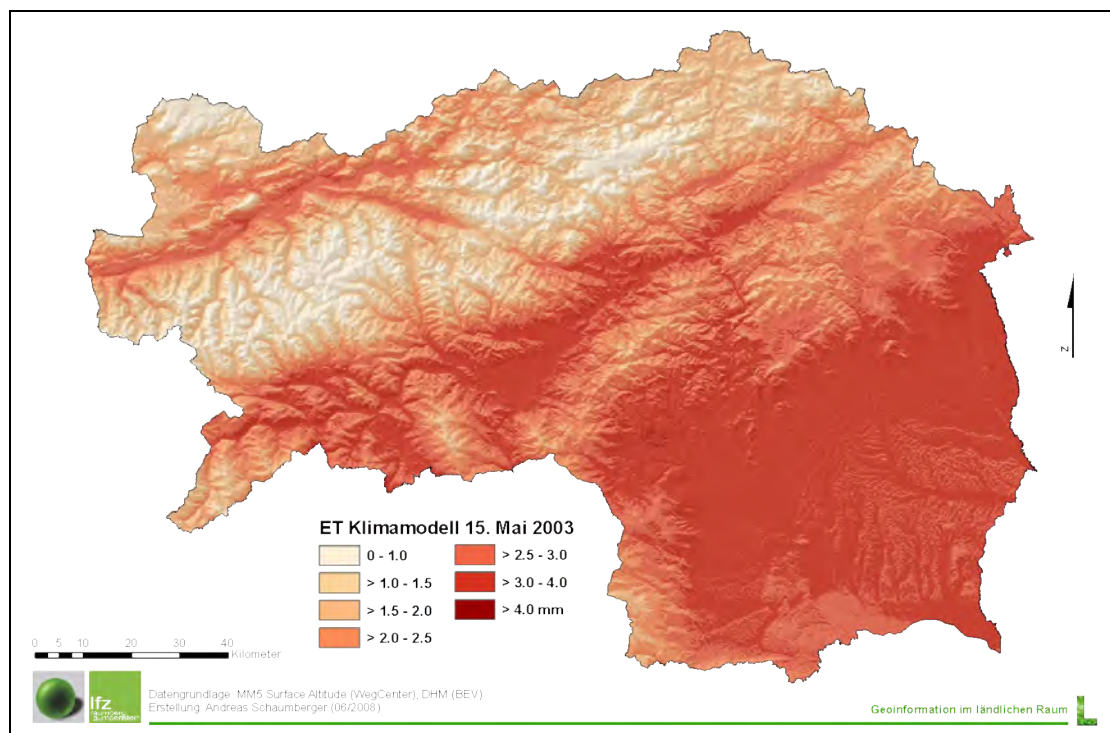 N
ET Klimamodell 15. Mai 2003
0 - 1.0
> 1.0 - 1.5
> 1.5 - 2.0
> 2.0 - 2.5
> 2.5 - 3.0
> 3.0 - 4.0
> 4.0 mm
0 5 10 20 30 40
Kilometer
lfz
raumberg
gumpenstein
Datengrundlage: MM5 Surface Altitude (WegCenter), DHM (BEV)
Erstellung: Andreas Schaumberger (06/2008)
Geoinformation im ländlichen Raum
L